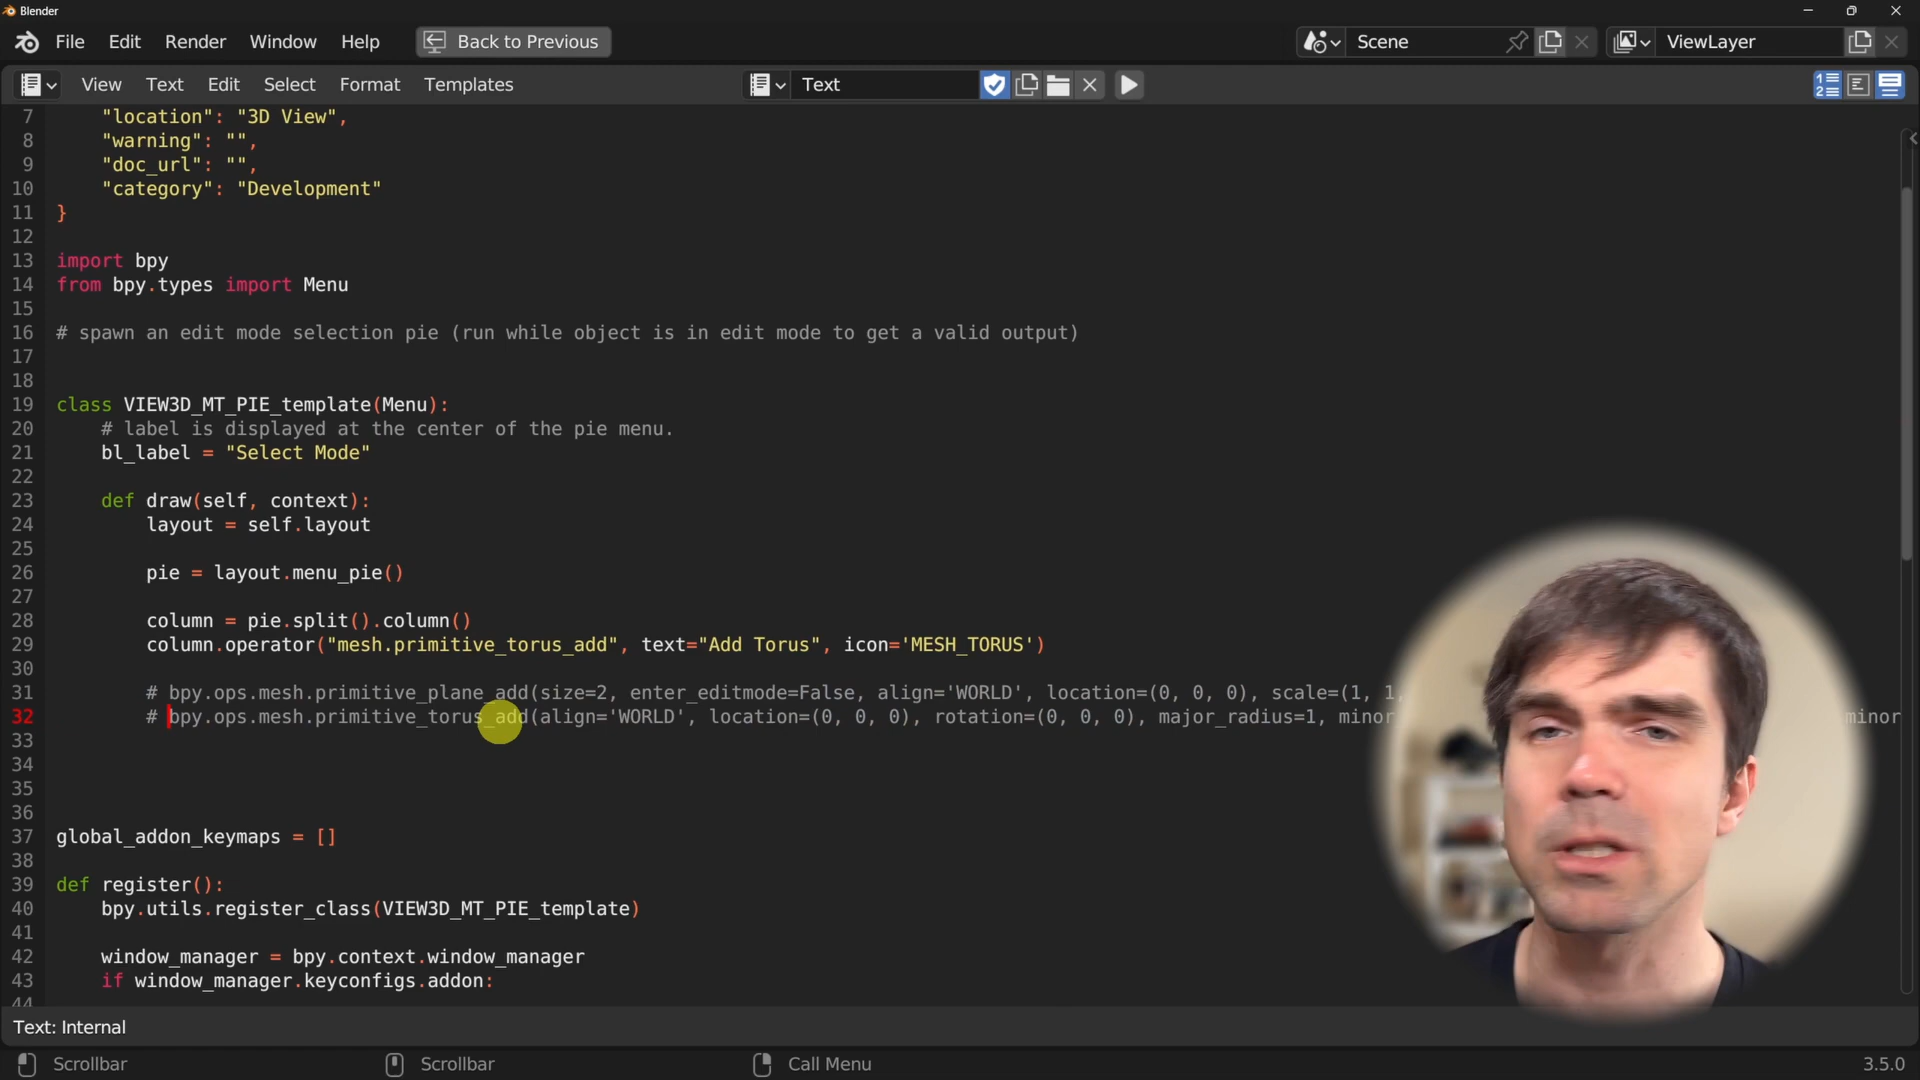 Blender
File Edit Render Window Help Back to Previous Scene ViewLayer
View Text Edit Select Format Templates Text
7 "location": "3D View",
8 "warning": "",
9 "doc_url": "",
10 "category": "Development"
11 }
12
13 import bpy
14 from bpy.types import Menu
15
16 # spawn an edit mode selection pie (run while object is in edit mode to get a valid output)
17
18
19 class VIEW3D_MT_PIE_template(Menu):
20 # label is displayed at the center of the pie menu.
21 bl_label = "Select Mode"
22
23 def draw(self, context):
24 layout = self.layout
25
26 pie = layout.menu_pie()
27
28 column = pie.split().column()
29 column.operator("mesh.primitive_torus_add", text="Add Torus", icon='MESH_TORUS')
30
31 # bpy.ops.mesh.primitive_plane_add(size=2, enter_editmode=False, align='WORLD', location=(0, 0, 0), scale=(1, 1,
32 # bpy.ops.mesh.primitive_torus_add(align='WORLD', location=(0, 0, 0), rotation=(0, 0, 0), major_radius=1, minor minor
33
34
35
36
37 global_addon_keymaps = []
38
39 def register():
40 bpy.utils.register_class(VIEW3D_MT_PIE_template)
41
42 window_manager = bpy.context.window_manager
43 if window_manager.keyconfigs.addon:
44
Text: Internal
Scrollbar Scrollbar Call Menu 3.5.0